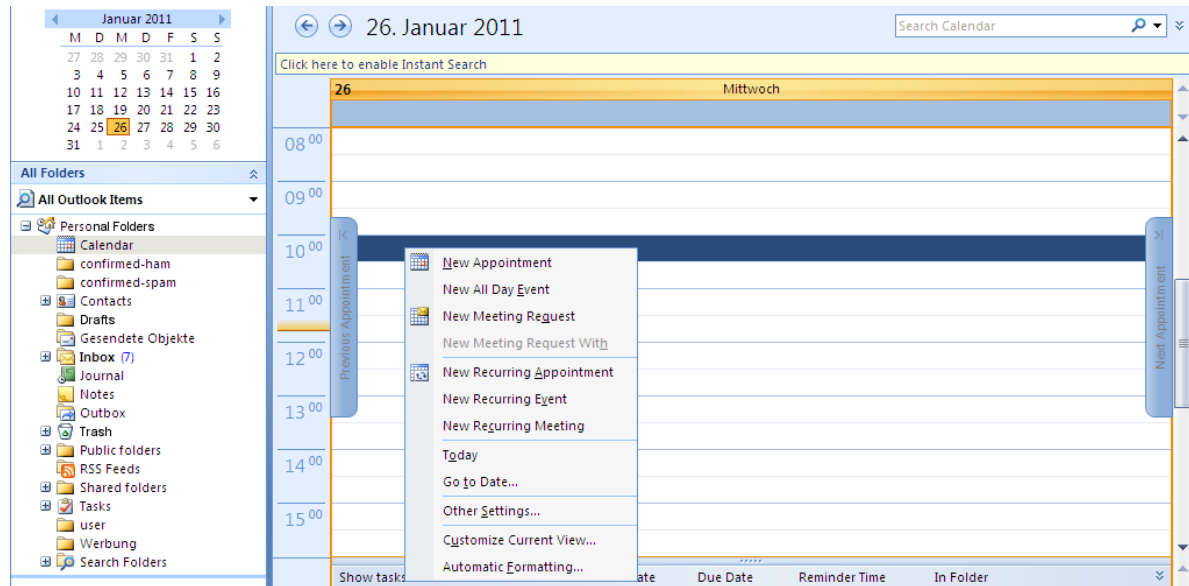 Januar 2011
M D M D F S S
27 28 29 30 31 1 2
3 4 5 6 7 8 9
10 11 12 13 14 15 16
17 18 19 20 21 22 23
24 25 26 27 28 29 30
31 1 2 3 4 5 6
All Folders
All Outlook Items
Personal Folders
Calendar
confirmed-ham
confirmed-spam
Contacts
Drafts
Gesendete Objekte
Inbox (7)
Journal
Notes
Outbox
Trash
Public folders
RSS Feeds
Shared folders
Tasks
user
Werbung
Search Folders
26. Januar 2011
Search Calendar
Click here to enable Instant Search
26 Mittwoch
08 00
09 00
10 00
11 00
12 00
13 00
14 00
15 00
Previous Appointment
New Appointment
New All Day Event
New Meeting Request
New Meeting Request With
New Recurring Appointment
New Recurring Event
New Recurring Meeting
Today
Go to Date...
Other Settings...
Customize Current View...
Automatic Formatting...
Next Appointment
Show tasks ate Due Date Reminder Time In Folder